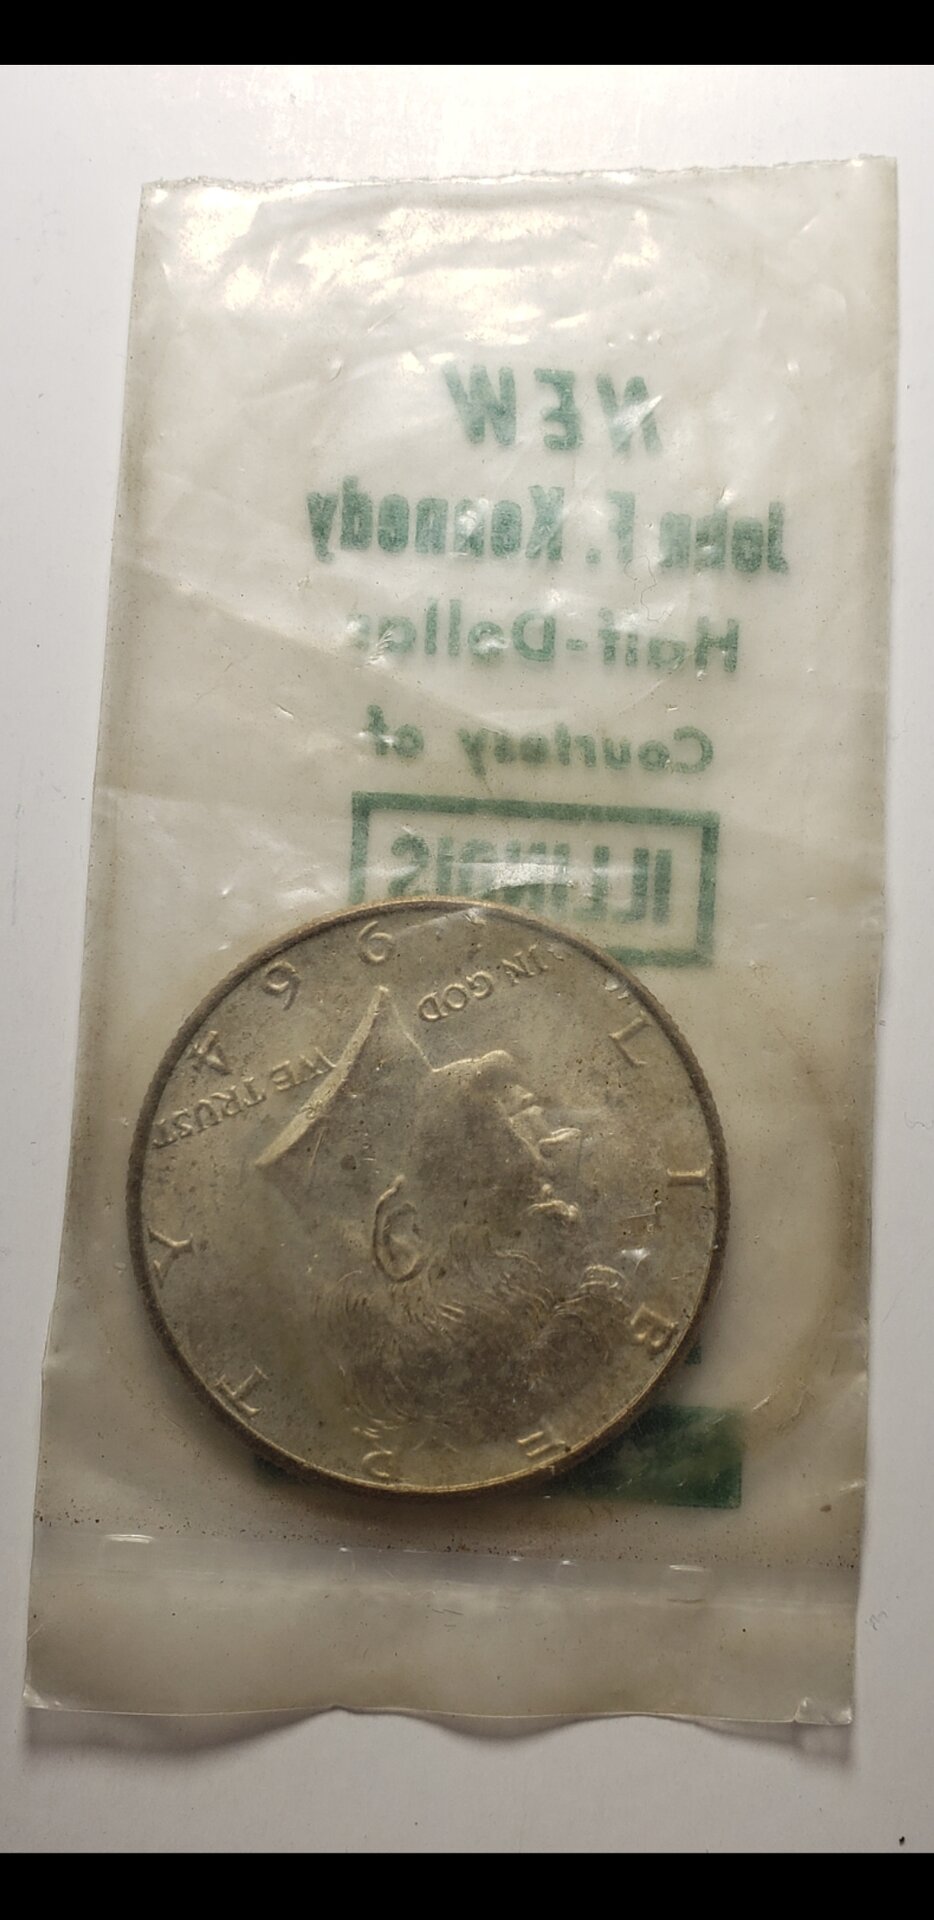 NEW
John F. Kennedy
Half-Dollar
Courtesy of
ILLINOIS
LIBERTY
IN GOD WE TRUST
1964